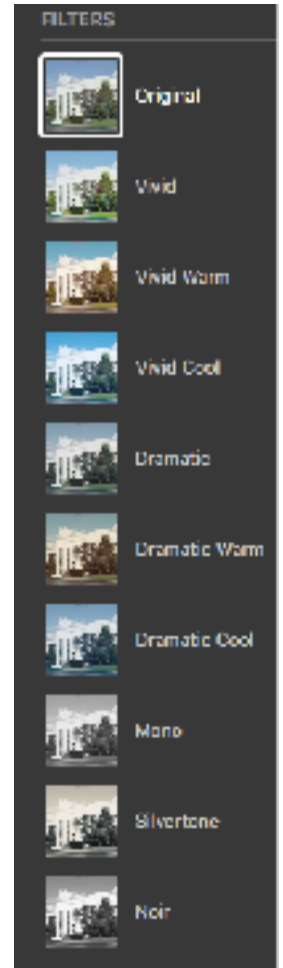 FILTERS
Original
Vivid
Vivid Warm
Vivid Cool
Dramatic
Dramatic Warm
Dramatic Cool
Mono
Silvertone
Noir